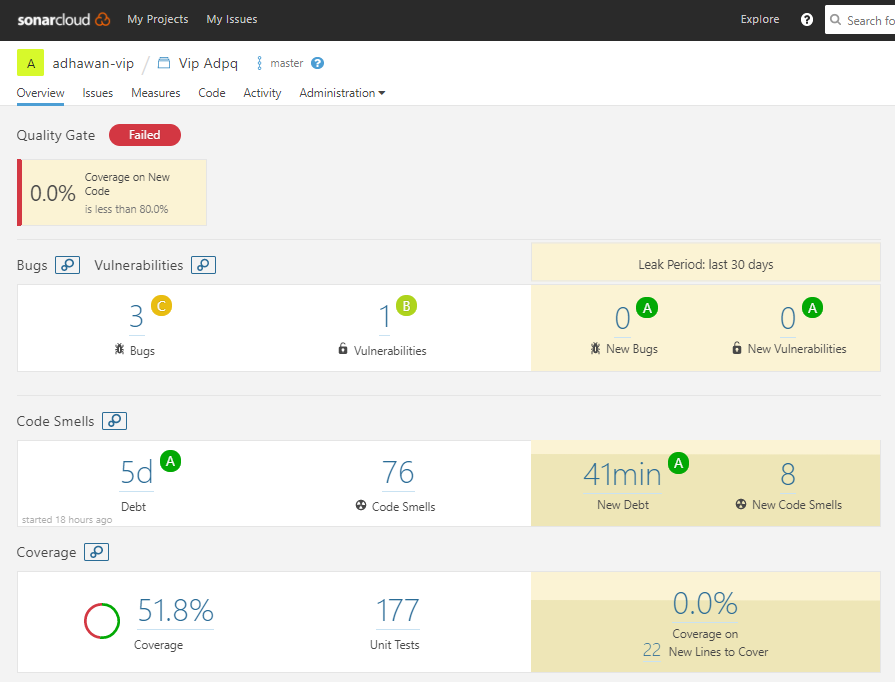 sonarcloud My Projects My Issues Explore ? Search fo
A adhawan-vip / Vip Adpq master ?
Overview Issues Measures Code Activity Administration
Quality Gate Failed
0.0% Coverage on New
Code
is less than 80.0%
Bugs Vulnerabilities Leak Period: last 30 days
3 C 1 B 0 A 0 A
Bugs Vulnerabilities New Bugs New Vulnerabilities
Code Smells
5d A 76 41min A 8
Debt Code Smells New Debt New Code Smells
started 18 hours ago
Coverage
51.8% 177 0.0%
Coverage Unit Tests Coverage on
22 New Lines to Cover